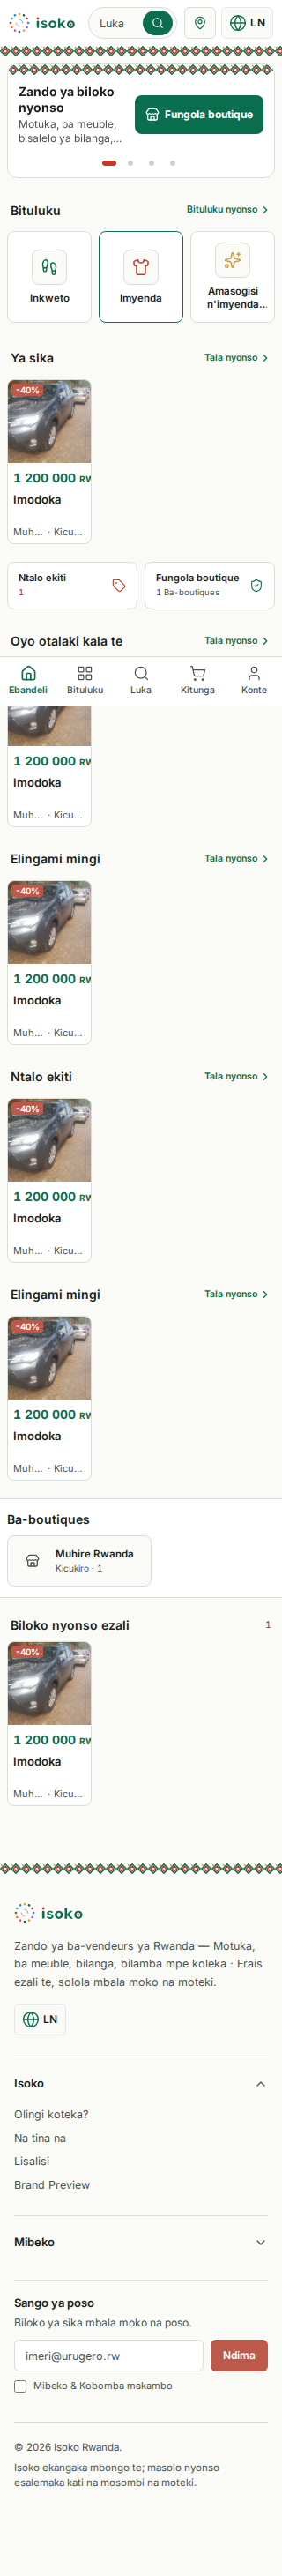 isoko
Luka
LN
Zando ya biloko
nyonso
Motuka, ba meuble,
bisalelo ya bilanga,...
Fungola boutique
Bituluku
Bituluku nyonso
Inkweto
Imyenda
Amasogisi
n'imyenda...
Ya sika
Tala nyonso
-40%
1 200 000 RW
Imodoka
Muh... · Kicu...
Ntalo ekiti
1
Fungola boutique
1 Ba-boutiques
Oyo otalaki kala te
Tala nyonso
Ebandeli
Bituluku
Luka
Kitunga
Konte
1 200 000 RW
Imodoka
Muh... · Kicu...
Elingami mingi
Tala nyonso
-40%
1 200 000 RW
Imodoka
Muh... · Kicu...
Ntalo ekiti
Tala nyonso
-40%
1 200 000 RW
Imodoka
Muh... · Kicu...
Elingami mingi
Tala nyonso
-40%
1 200 000 RW
Imodoka
Muh... · Kicu...
Ba-boutiques
Muhire Rwanda
Kicukiro · 1
Biloko nyonso ezali
1
-40%
1 200 000 RW
Imodoka
Muh... · Kicu...
isoko
Zando ya ba-vendeurs ya Rwanda — Motuka,
ba meuble, bilanga, bilamba mpe koleka · Frais
ezali te, solola mbala moko na moteki.
LN
Isoko
Olingi koteka?
Na tina na
Lisalisi
Brand Preview
Mibeko
Sango ya poso
Biloko ya sika mbala moko na poso.
imeri@urugero.rw
Ndima
Mibeko & Kobomba makambo
© 2026 Isoko Rwanda.
Isoko ekangaka mbongo te; masolo nyonso
esalemaka kati na mosombi na moteki.